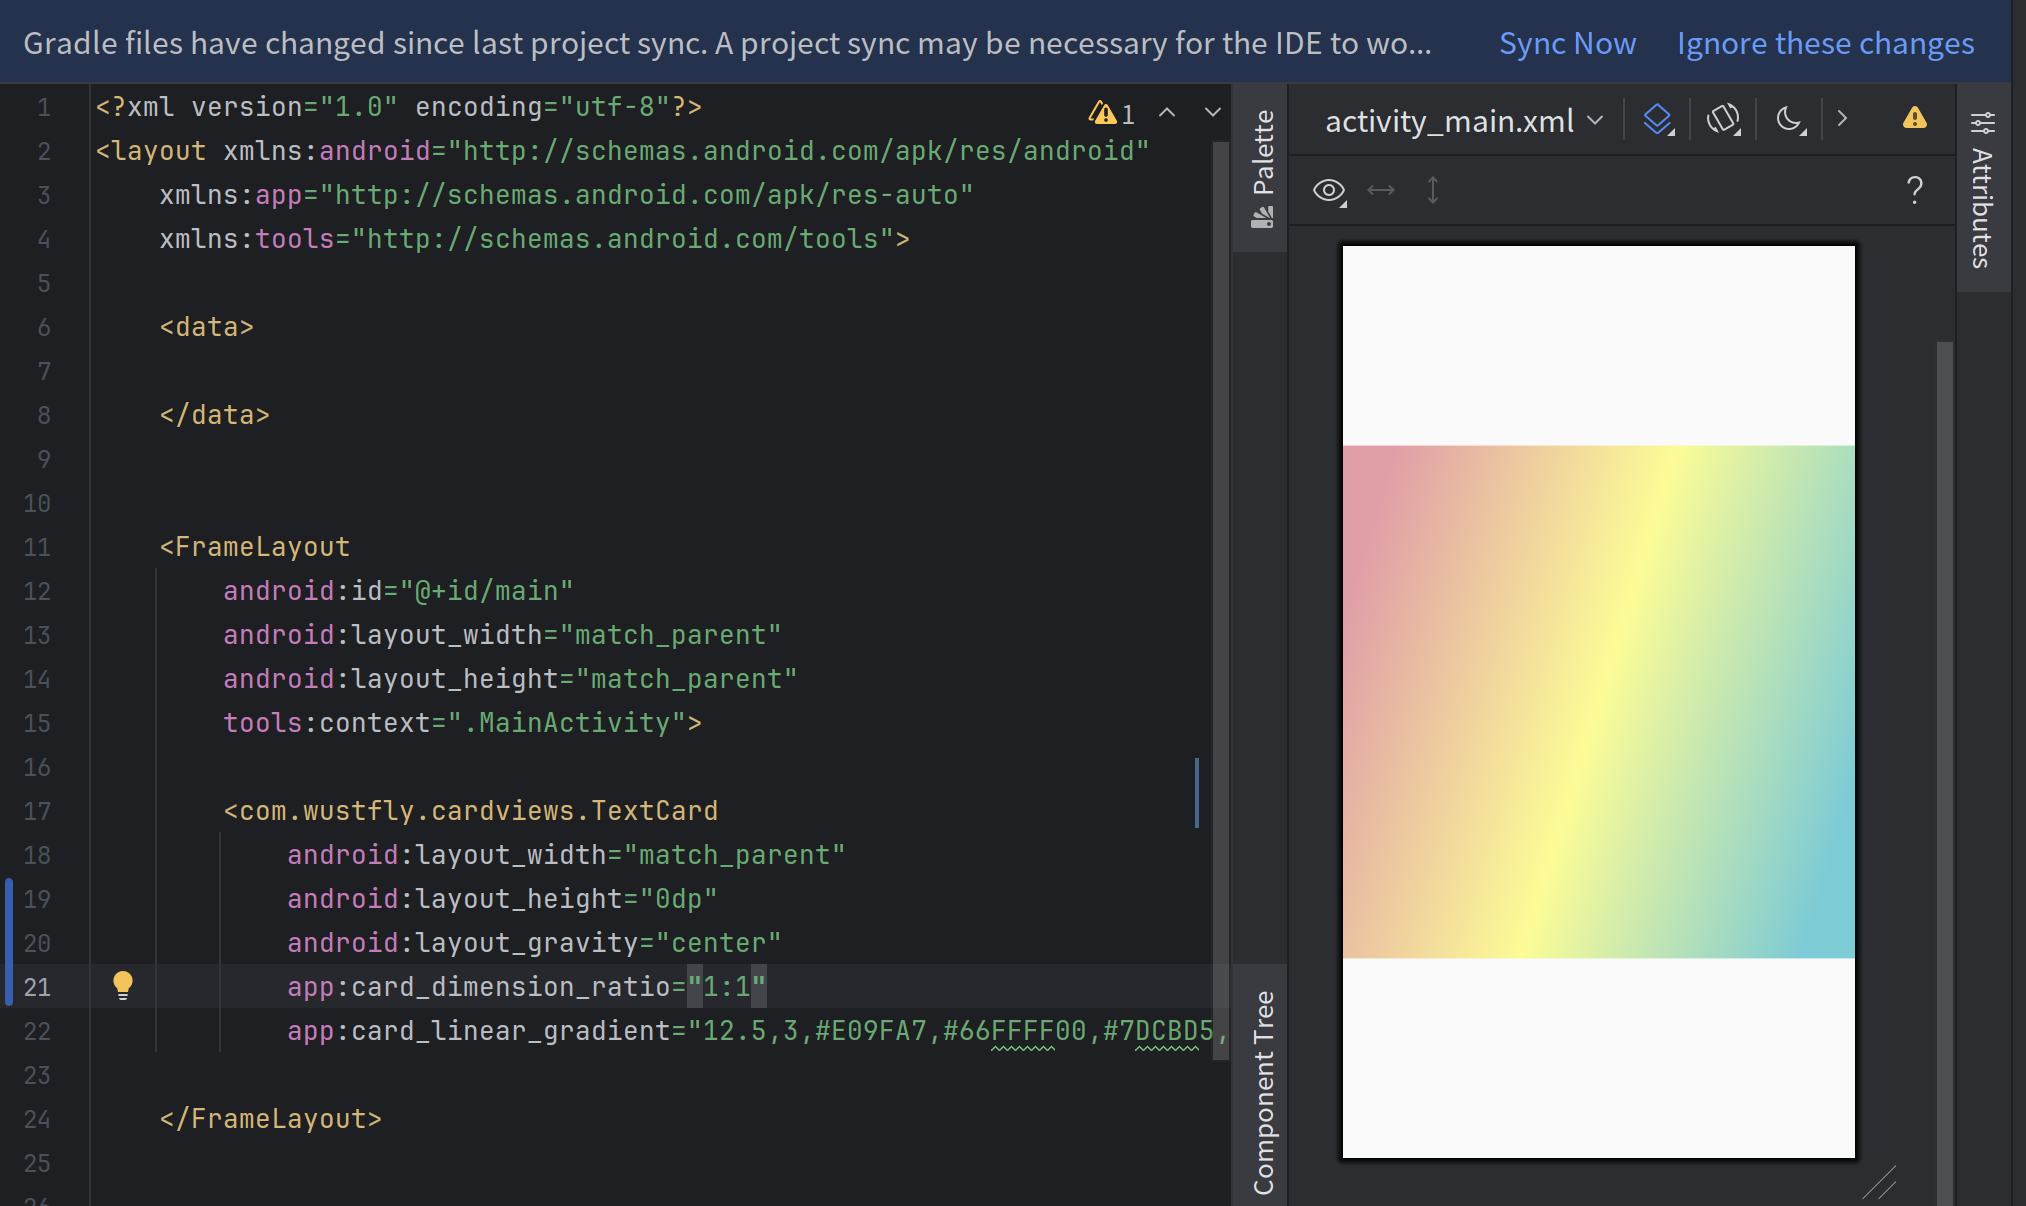 Gradle files have changed since last project sync. A project sync may be necessary for the IDE to wo... Sync Now Ignore these changes
1 <?xml version="1.0" encoding="utf-8"?>
2 <layout xmlns:android="http://schemas.android.com/apk/res/android"
3 xmlns:app="http://schemas.android.com/apk/res-auto"
4 xmlns:tools="http://schemas.android.com/tools">
5
6 <data>
7
8 </data>
9
10
11 <FrameLayout
12 android:id="@+id/main"
13 android:layout_width="match_parent"
14 android:layout_height="match_parent"
15 tools:context=".MainActivity">
16
17 <com.wustfly.cardviews.TextCard
18 android:layout_width="match_parent"
19 android:layout_height="0dp"
20 android:layout_gravity="center"
21 app:card_dimension_ratio="1:1"
22 app:card_linear_gradient="12.5,3,#E09FA7,#66FFFF00,#7DCBD5,
23
24 </FrameLayout>
25
26
1
Palette
Component Tree
activity_main.xml
?
Attributes